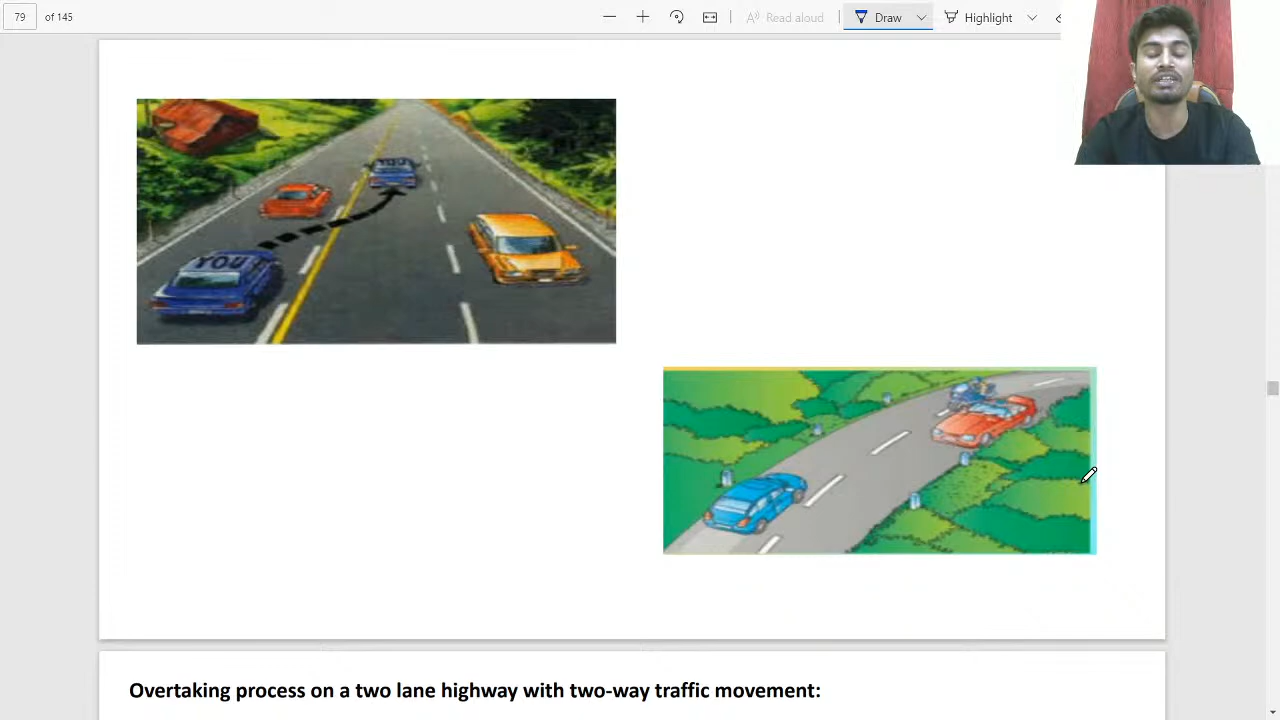 79 of 145
Read aloud
Draw
Highlight
YOU
YOU
Overtaking process on a two lane highway with two-way traffic movement: